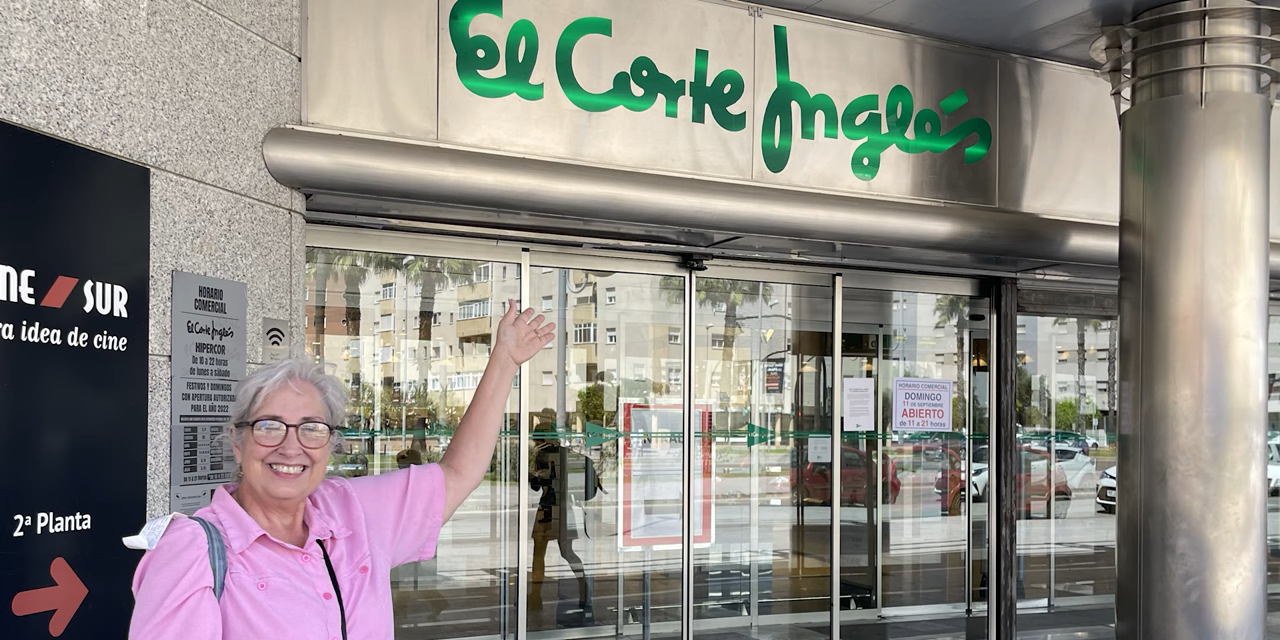 El Corte Inglés
NE SUR
ra idea de cine
2ª Planta
HORARIO
COMERCIAL
El Corte Inglés
HIPERCOR
De 10 a 22 horas
de lunes a sábado
FESTIVOS Y DOMINGOS
CON APERTURA AUTORIZADA
PARA EL AÑO 2022
HORARIO COMERCIAL
DOMINGO
11 DE SEPTIEMBRE
ABIERTO
de 11 a 21 horas